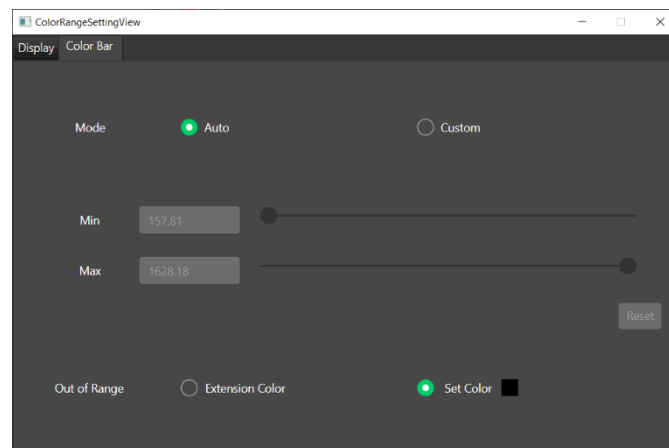 ColorRangeSettingView
Display Color Bar
Mode Auto Custom
Min 157.81
Max 1628.18
Reset
Out of Range Extension Color Set Color